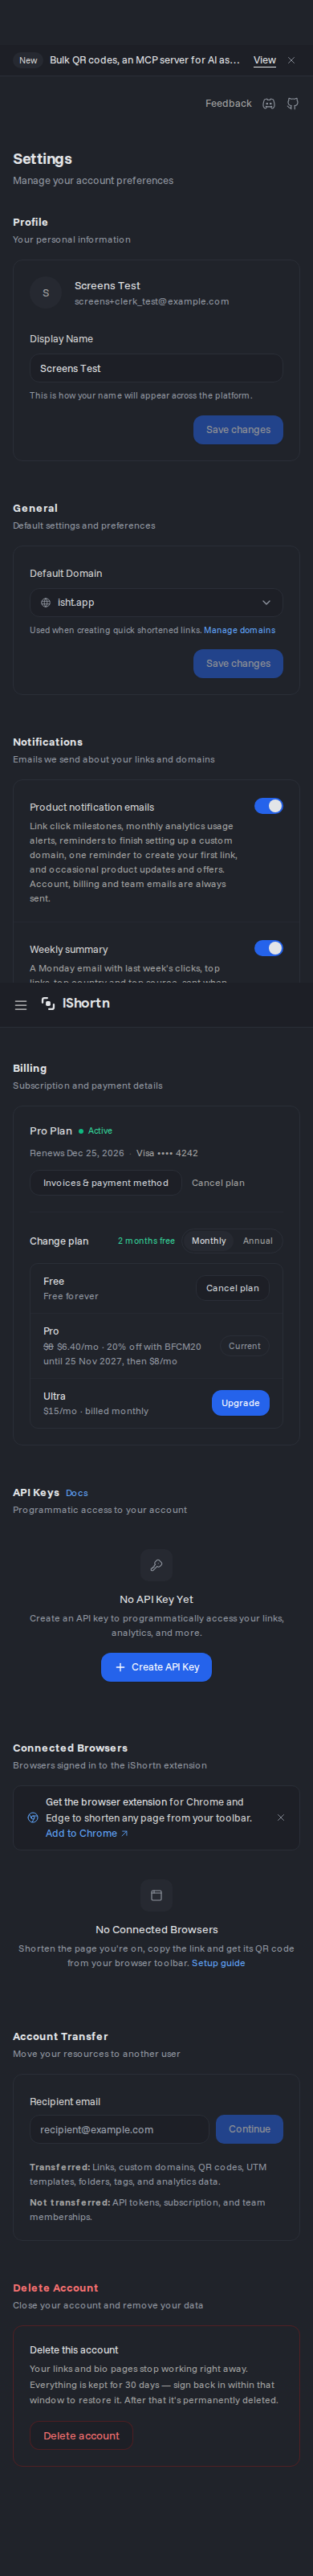 New Bulk QR codes, an MCP server for AI as… View
Feedback
Settings
Manage your account preferences
Profile
Your personal information
S
Screens Test
screens+clerk_test@example.com
Display Name
Screens Test
This is how your name will appear across the platform.
Save changes
General
Default settings and preferences
Default Domain
isht.app
Used when creating quick shortened links. Manage domains
Save changes
Notifications
Emails we send about your links and domains
Product notification emails
Link click milestones, monthly analytics usage
alerts, reminders to finish setting up a custom
domain, one reminder to create your first link,
and occasional product updates and offers.
Account, billing and team emails are always
sent.
Weekly summary
A Monday email with last week's clicks, top
IShortn
Billing
Subscription and payment details
Pro Plan Active
Renews Dec 25, 2026 · Visa •••• 4242
Invoices & payment method Cancel plan
Change plan 2 months free Monthly Annual
Free
Free forever
Cancel plan
Pro
$8 $6.40/mo · 20% off with BFCM20
until 25 Nov 2027, then $8/mo
Current
Ultra
$15/mo · billed monthly
Upgrade
API Keys Docs
Programmatic access to your account
No API Key Yet
Create an API key to programmatically access your links,
analytics, and more.
+ Create API Key
Connected Browsers
Browsers signed in to the iShortn extension
Get the browser extension for Chrome and
Edge to shorten any page from your toolbar.
Add to Chrome ↗
No Connected Browsers
Shorten the page you're on, copy the link and get its QR code
from your browser toolbar. Setup guide
Account Transfer
Move your resources to another user
Recipient email
recipient@example.com
Continue
Transferred: Links, custom domains, QR codes, UTM
templates, folders, tags, and analytics data.
Not transferred: API tokens, subscription, and team
memberships.
Delete Account
Close your account and remove your data
Delete this account
Your links and bio pages stop working right away.
Everything is kept for 30 days — sign back in within that
window to restore it. After that it's permanently deleted.
Delete account